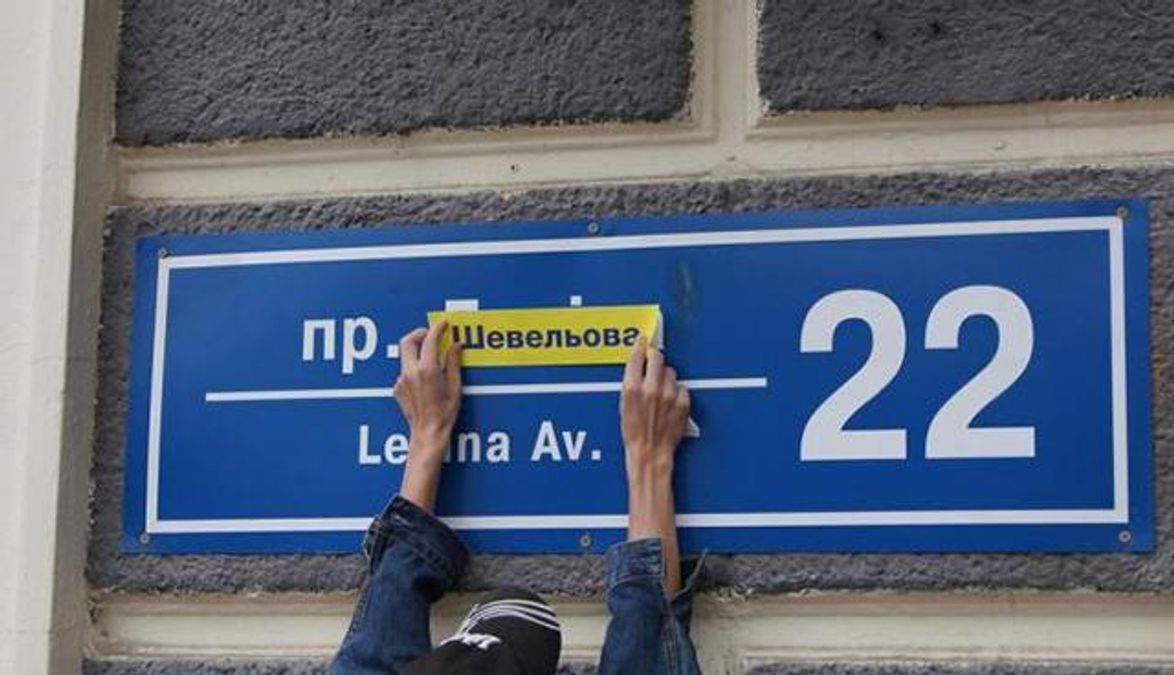 пр. Шевельова
22
Le na Av.